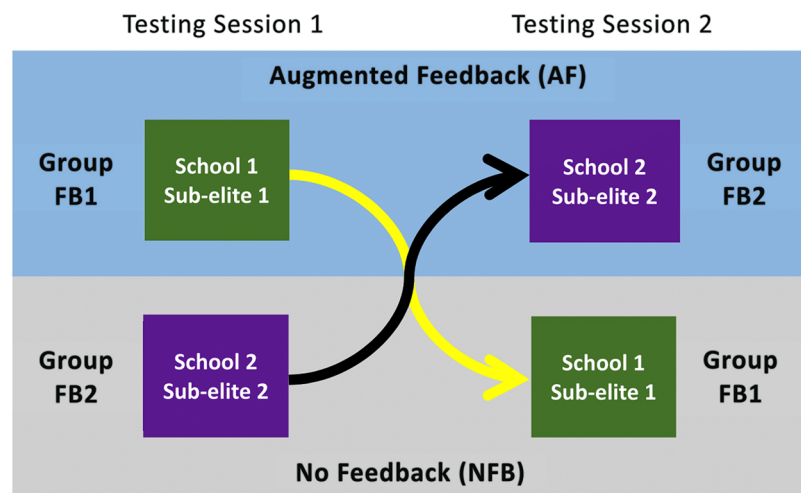 Testing Session 1
Testing Session 2
Augmented Feedback (AF)
Group
FB1
School 1
Sub-elite 1
School 2
Sub-elite 2
Group
FB2
Group
FB2
School 2
Sub-elite 2
School 1
Sub-elite 1
Group
FB1
No Feedback (NFB)